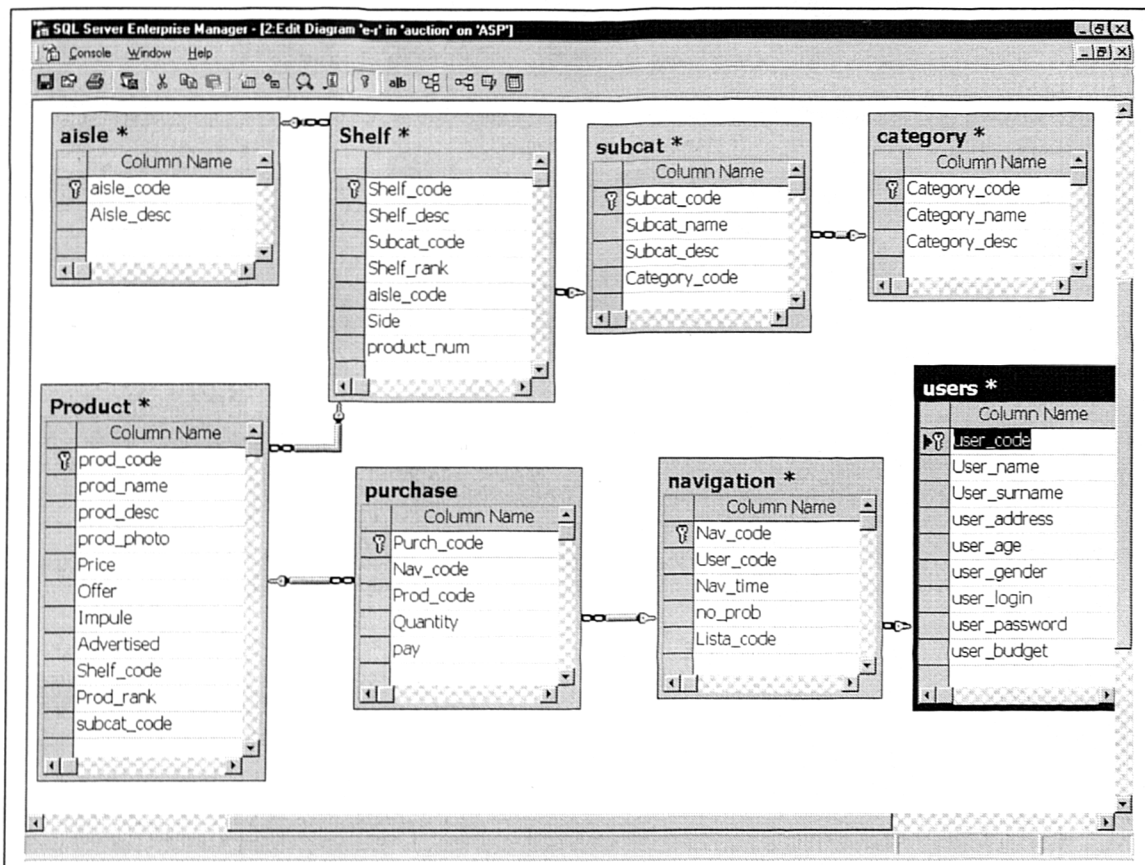 SQL Server Enterprise Manager - [2:Edit Diagram 'e-r' in 'auction' on 'ASP']
Console Window Help
a|b
aisle *
Column Name
aisle_code
Aisle_desc
Shelf *
Shelf_code
Shelf_desc
Subcat_code
Shelf_rank
aisle_code
Side
product_num
subcat *
Column Name
Subcat_code
Subcat_name
Subcat_desc
Category_code
category *
Column Name
Category_code
Category_name
Category_desc
Product *
Column Name
prod_code
prod_name
prod_desc
prod_photo
Price
Offer
Impule
Advertised
Shelf_code
Prod_rank
subcat_code
purchase
Column Name
Purch_code
Nav_code
Prod_code
Quantity
pay
navigation *
Column Name
Nav_code
User_code
Nav_time
no_prob
Lista_code
users *
Column Name
user_code
User_name
User_surname
user_address
user_age
user_gender
user_login
user_password
user_budget